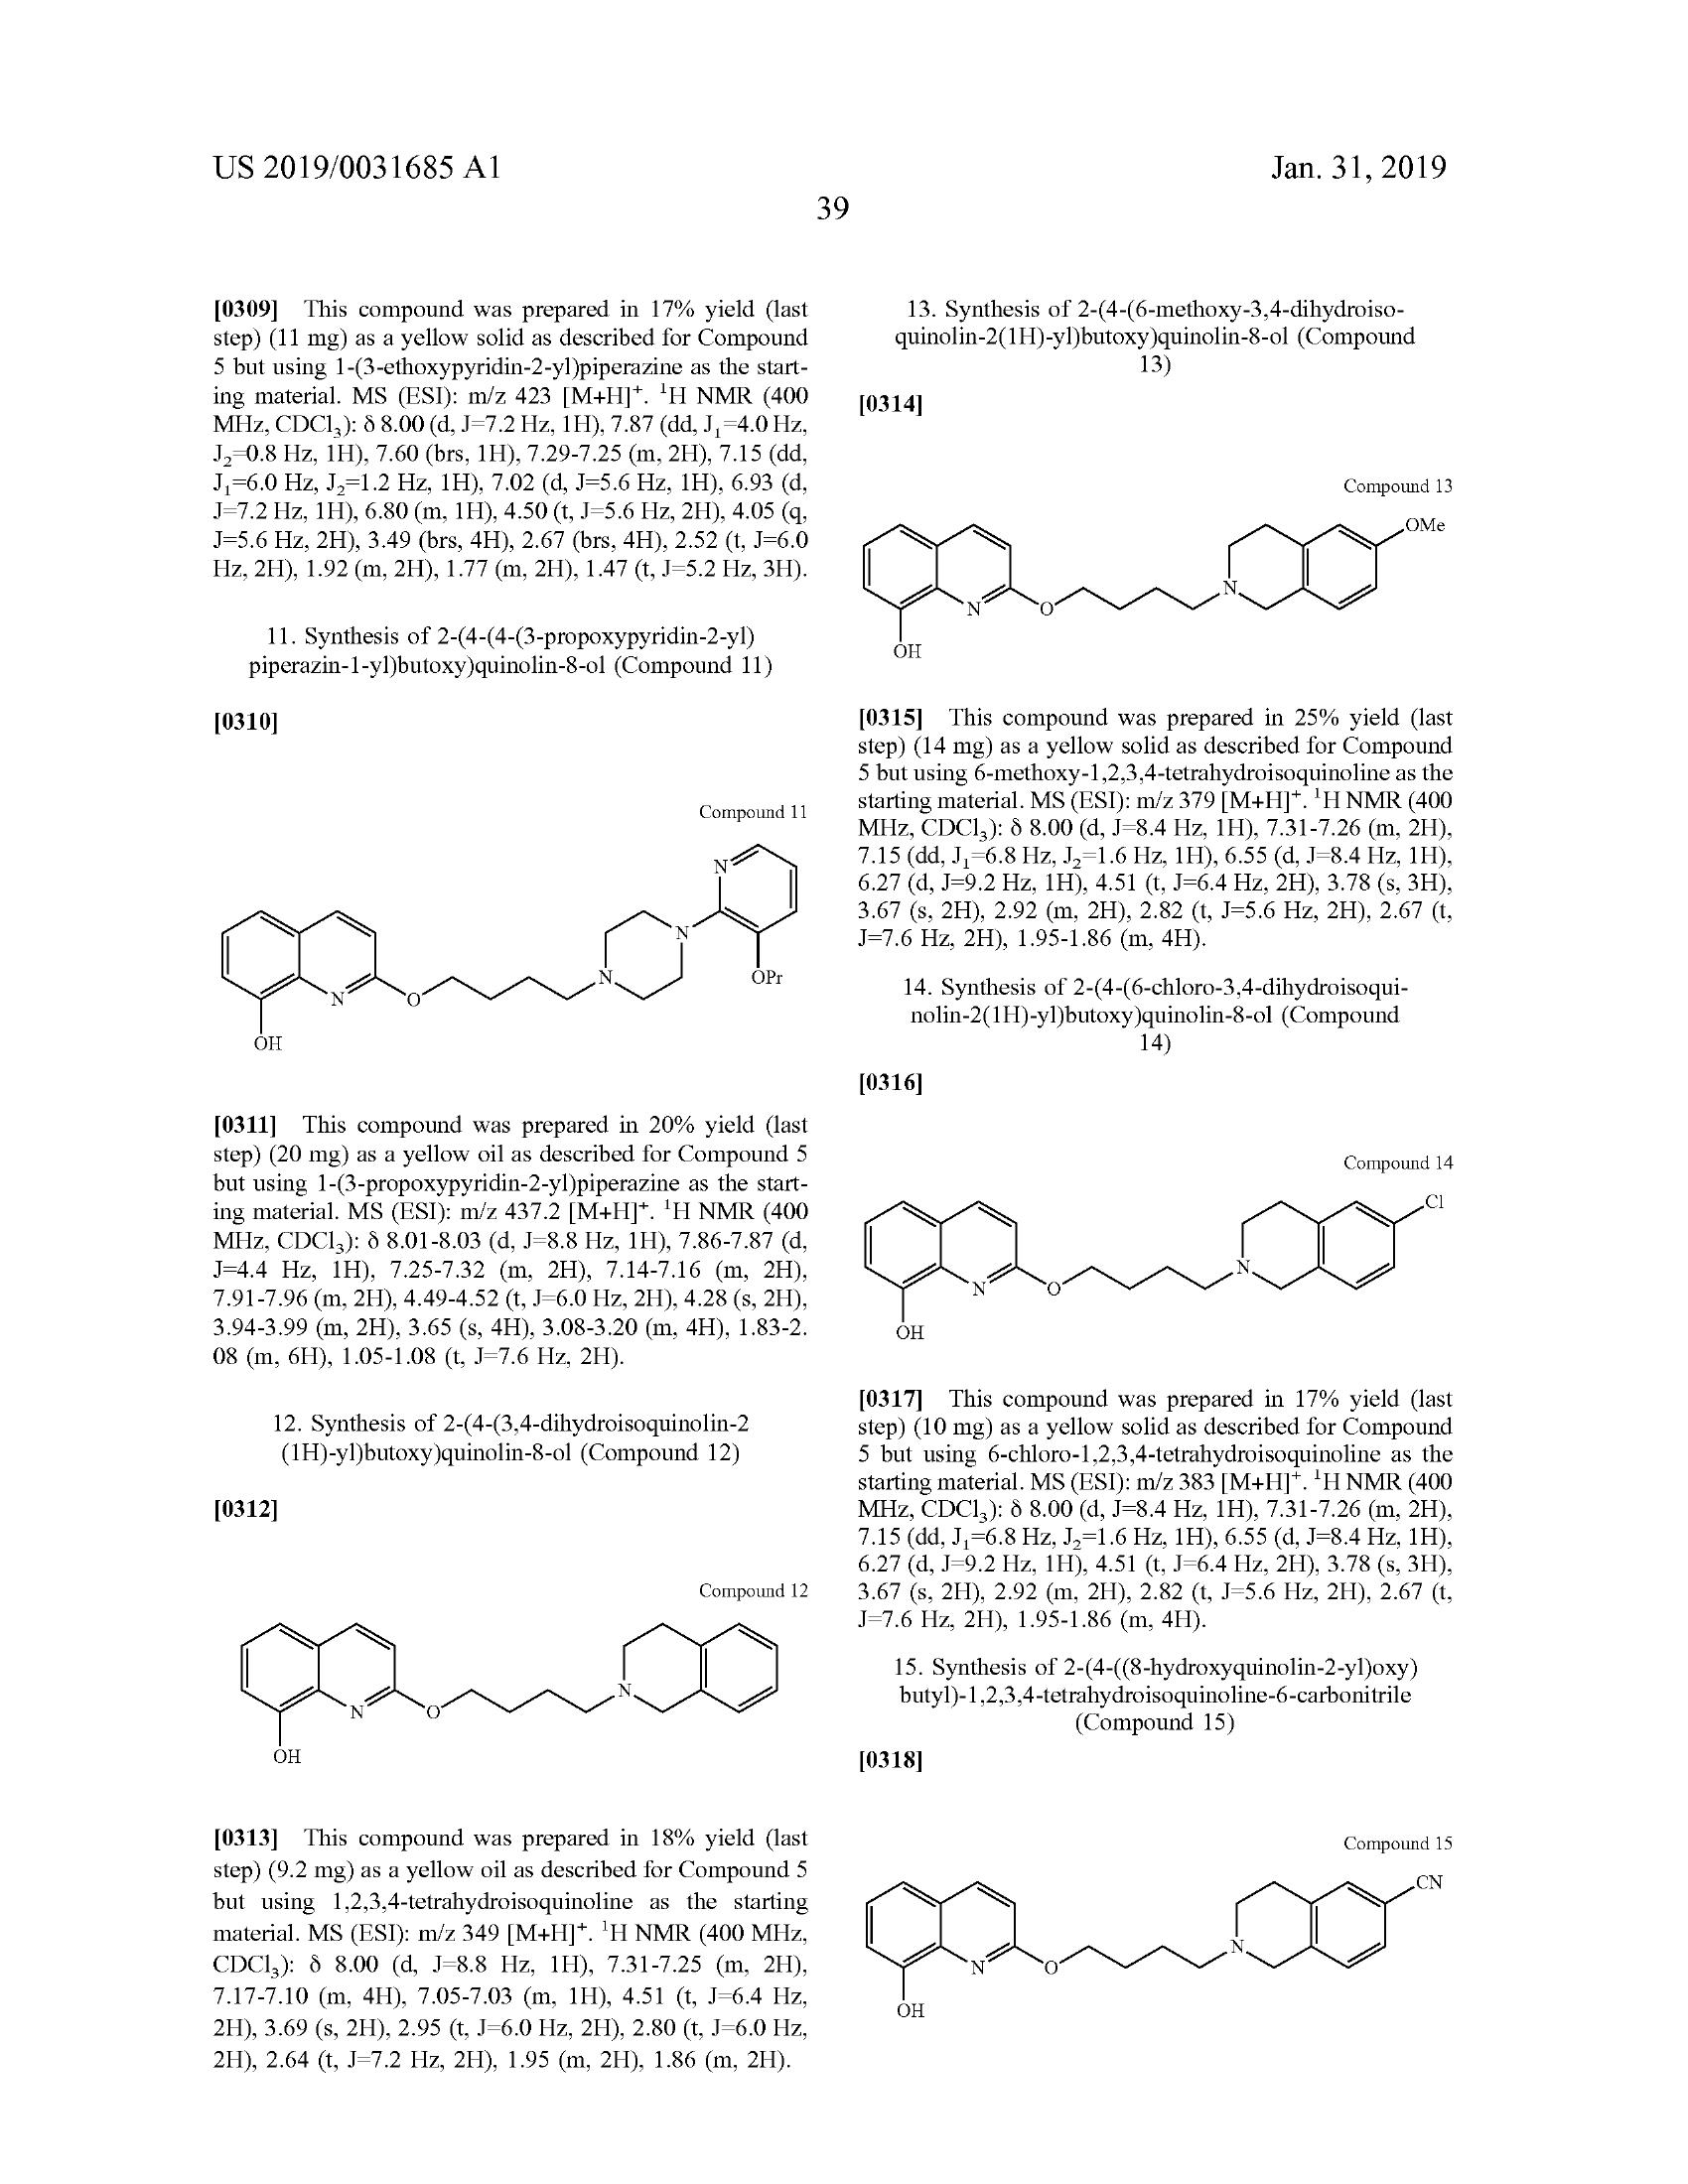 US 2019/0031685 A1
Jan. 31, 2019
39
[0309] This compound was prepared in 17% yield (last
step) (11 mg) as a yellow solid as described for Compound
5 but using 1-(3-ethoxypyridin-2-yl)piperazine as the start-
ing material. MS (ESI): m/z 423 [M+H]⁺. ¹H NMR (400
MHz, CDCl₃): δ 8.00 (d, J=7.2 Hz, 1H), 7.87 (dd, J₁=4.0 Hz,
J₂=0.8 Hz, 1H), 7.60 (brs, 1H), 7.29-7.25 (m, 2H), 7.15 (dd,
J₁=6.0 Hz, J₂=1.2 Hz, 1H), 7.02 (d, J=5.6 Hz, 1H), 6.93 (d,
J=7.2 Hz, 1H), 6.80 (m, 1H), 4.50 (t, J=5.6 Hz, 2H), 4.05 (q,
J=5.6 Hz, 2H), 3.49 (brs, 4H), 2.67 (brs, 4H), 2.52 (t, J=6.0
Hz, 2H), 1.92 (m, 2H), 1.77 (m, 2H), 1.47 (t, J=5.2 Hz, 3H).
11. Synthesis of 2-(4-(4-(3-propoxypyridin-2-yl)
piperazin-1-yl)butoxy)quinolin-8-ol (Compound 11)
[0310]
Compound 11
N
N
OPr
N
N
O
OH
[0311] This compound was prepared in 20% yield (last
step) (20 mg) as a yellow oil as described for Compound 5
but using 1-(3-propoxypyridin-2-yl)piperazine as the start-
ing material. MS (ESI): m/z 437.2 [M+H]⁺. ¹H NMR (400
MHz, CDCl₃): δ 8.01-8.03 (d, J=8.8 Hz, 1H), 7.86-7.87 (d,
J=4.4 Hz, 1H), 7.25-7.32 (m, 2H), 7.14-7.16 (m, 2H),
7.91-7.96 (m, 2H), 4.49-4.52 (t, J=6.0 Hz, 2H), 4.28 (s, 2H),
3.94-3.99 (m, 2H), 3.65 (s, 4H), 3.08-3.20 (m, 4H), 1.83-2.
08 (m, 6H), 1.05-1.08 (t, J=7.6 Hz, 2H).
12. Synthesis of 2-(4-(3,4-dihydroisoquinolin-2
(1H)-yl)butoxy)quinolin-8-ol (Compound 12)
[0312]
Compound 12
N
N
O
OH
[0313] This compound was prepared in 18% yield (last
step) (9.2 mg) as a yellow oil as described for Compound 5
but using 1,2,3,4-tetrahydroisoquinoline as the starting
material. MS (ESI): m/z 349 [M+H]⁺. ¹H NMR (400 MHz,
CDCl₃): δ 8.00 (d, J=8.8 Hz, 1H), 7.31-7.25 (m, 2H),
7.17-7.10 (m, 4H), 7.05-7.03 (m, 1H), 4.51 (t, J=6.4 Hz,
2H), 3.69 (s, 2H), 2.95 (t, J=6.0 Hz, 2H), 2.80 (t, J=6.0 Hz,
2H), 2.64 (t, J=7.2 Hz, 2H), 1.95 (m, 2H), 1.86 (m, 2H).
13. Synthesis of 2-(4-(6-methoxy-3,4-dihydroiso-
quinolin-2(1H)-yl)butoxy)quinolin-8-ol (Compound
13)
[0314]
Compound 13
OMe
N
N
O
OH
[0315] This compound was prepared in 25% yield (last
step) (14 mg) as a yellow solid as described for Compound
5 but using 6-methoxy-1,2,3,4-tetrahydroisoquinoline as the
starting material. MS (ESI): m/z 379 [M+H]⁺. ¹H NMR (400
MHz, CDCl₃): δ 8.00 (d, J=8.4 Hz, 1H), 7.31-7.26 (m, 2H),
7.15 (dd, J₁=6.8 Hz, J₂=1.6 Hz, 1H), 6.55 (d, J=8.4 Hz, 1H),
6.27 (d, J=9.2 Hz, 1H), 4.51 (t, J=6.4 Hz, 2H), 3.78 (s, 3H),
3.67 (s, 2H), 2.92 (m, 2H), 2.82 (t, J=5.6 Hz, 2H), 2.67 (t,
J=7.6 Hz, 2H), 1.95-1.86 (m, 4H).
14. Synthesis of 2-(4-(6-chloro-3,4-dihydroisoqui-
nolin-2(1H)-yl)butoxy)quinolin-8-ol (Compound
14)
[0316]
Compound 14
Cl
N
N
O
OH
[0317] This compound was prepared in 17% yield (last
step) (10 mg) as a yellow solid as described for Compound
5 but using 6-chloro-1,2,3,4-tetrahydroisoquinoline as the
starting material. MS (ESI): m/z 383 [M+H]⁺. ¹H NMR (400
MHz, CDCl₃): δ 8.00 (d, J=8.4 Hz, 1H), 7.31-7.26 (m, 2H),
7.15 (dd, J₁=6.8 Hz, J₂=1.6 Hz, 1H), 6.55 (d, J=8.4 Hz, 1H),
6.27 (d, J=9.2 Hz, 1H), 4.51 (t, J=6.4 Hz, 2H), 3.78 (s, 3H),
3.67 (s, 2H), 2.92 (m, 2H), 2.82 (t, J=5.6 Hz, 2H), 2.67 (t,
J=7.6 Hz, 2H), 1.95-1.86 (m, 4H).
15. Synthesis of 2-(4-((8-hydroxyquinolin-2-yl)oxy)
butyl)-1,2,3,4-tetrahydroisoquinoline-6-carbonitrile
(Compound 15)
[0318]
Compound 15
CN
N
N
O
OH